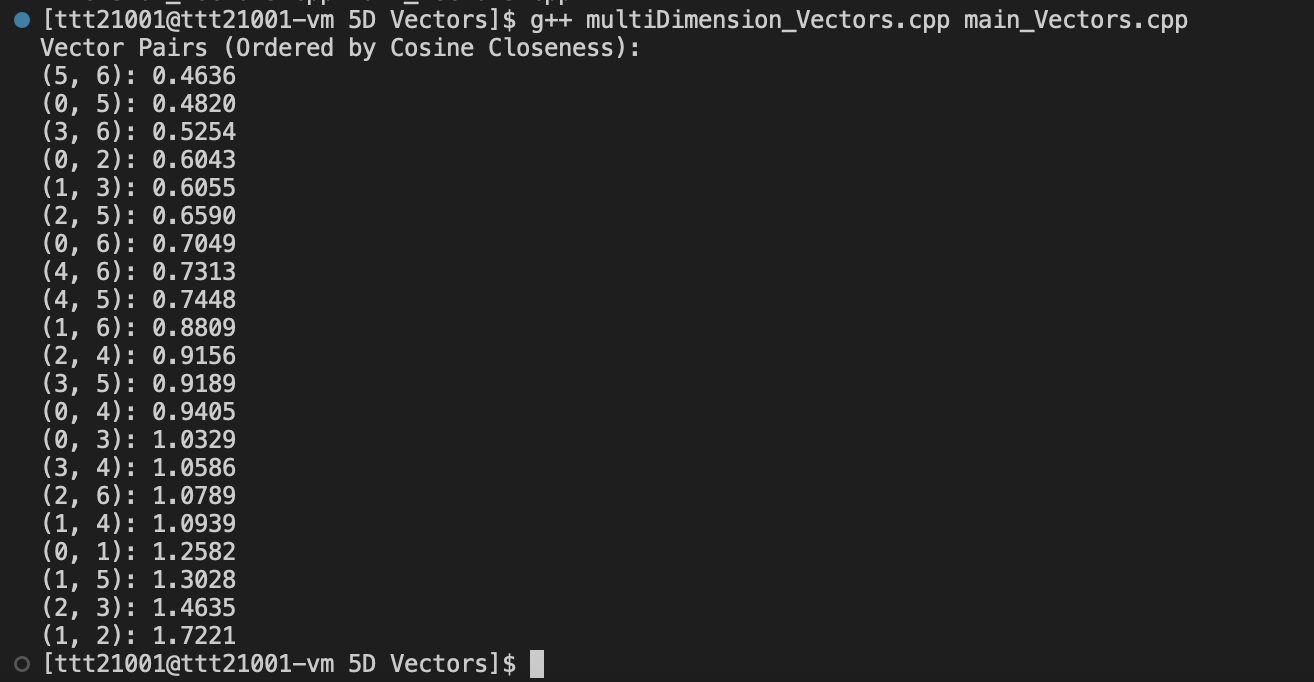 [ttt21001@ttt21001-vm 5D Vectors]$ g++ multiDimension_Vectors.cpp main_Vectors.cpp
Vector Pairs (Ordered by Cosine Closeness):
(5, 6): 0.4636
(0, 5): 0.4820
(3, 6): 0.5254
(0, 2): 0.6043
(1, 3): 0.6055
(2, 5): 0.6590
(0, 6): 0.7049
(4, 6): 0.7313
(4, 5): 0.7448
(1, 6): 0.8809
(2, 4): 0.9156
(3, 5): 0.9189
(0, 4): 0.9405
(0, 3): 1.0329
(3, 4): 1.0586
(2, 6): 1.0789
(1, 4): 1.0939
(0, 1): 1.2582
(1, 5): 1.3028
(2, 3): 1.4635
(1, 2): 1.7221
[ttt21001@ttt21001-vm 5D Vectors]$